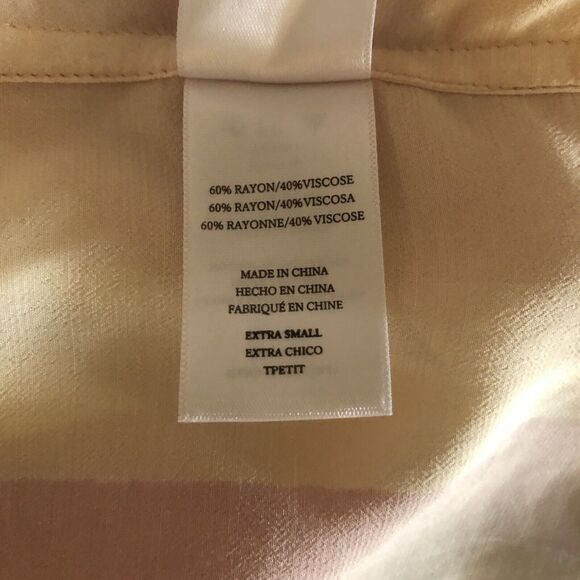 60% RAYON/40%VISCOSE
60% RAYON/40% VISCOSA
60% RAYONNE/40% VISCOSE
MADE IN CHINA
HECHO EN CHINA
FABRIQUÉ EN CHINE
EXTRA SMALL
EXTRA CHICO
TPETIT